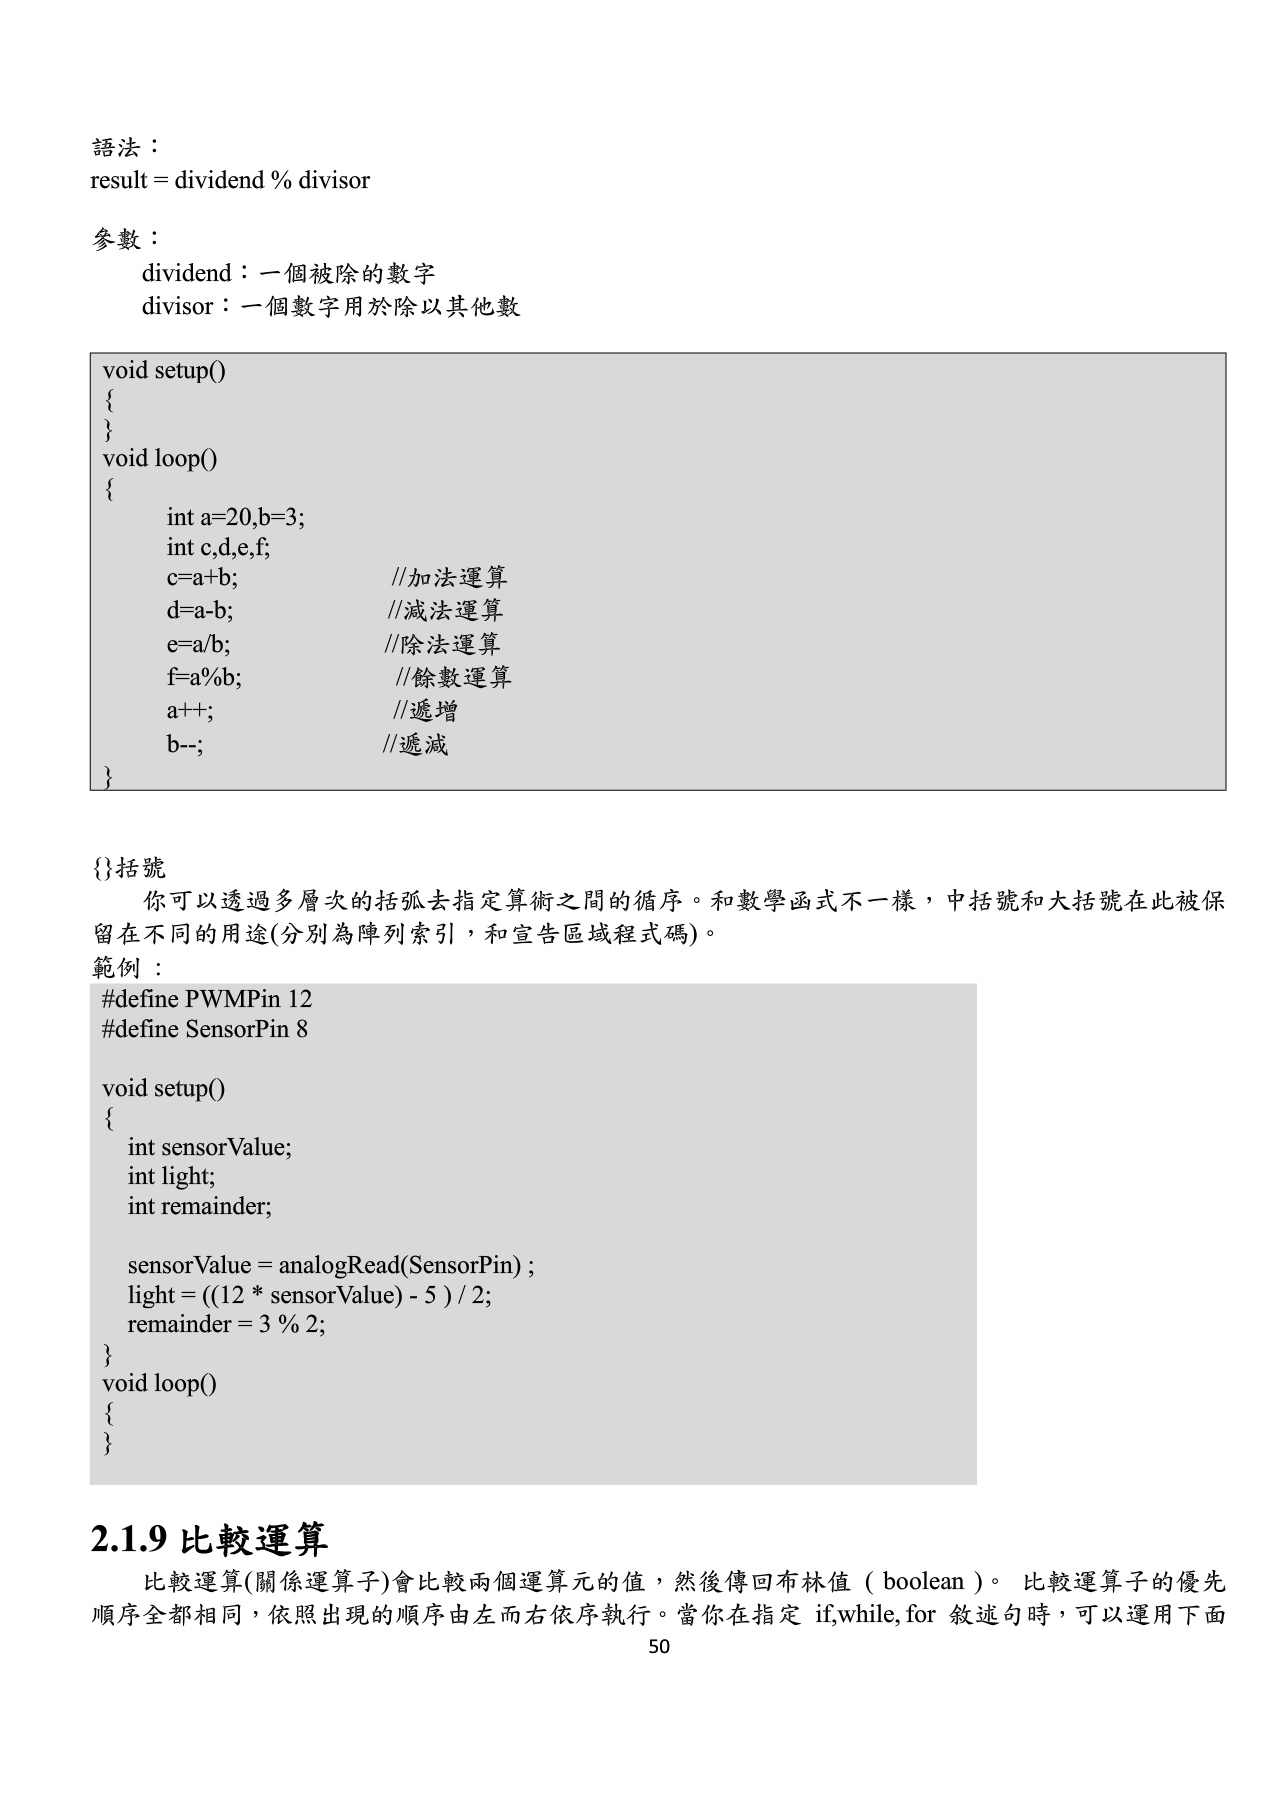 語法：
result = dividend % divisor
參數：
dividend：一個被除的數字
divisor：一個數字用於除以其他數
void setup()
{
}
void loop()
{
int a=20,b=3;
int c,d,e,f;
c=a+b; //加法運算
d=a-b; //減法運算
e=a/b; //除法運算
f=a%b; //餘數運算
a++; //遞增
b--; //遞減
}
{}括號
你可以透過多層次的括弧去指定算術之間的循序。和數學函式不一樣，中括號和大括號在此被保
留在不同的用途(分別為陣列索引，和宣告區域程式碼)。
範例 :
#define PWMPin 12
#define SensorPin 8
void setup()
{
int sensorValue;
int light;
int remainder;
sensorValue = analogRead(SensorPin) ;
light = ((12 * sensorValue) - 5 ) / 2;
remainder = 3 % 2;
}
void loop()
{
}
2.1.9 比較運算
比較運算(關係運算子)會比較兩個運算元的值，然後傳回布林值 ( boolean )。 比較運算子的優先
順序全都相同，依照出現的順序由左而右依序執行。當你在指定 if,while, for 敘述句時，可以運用下面
50